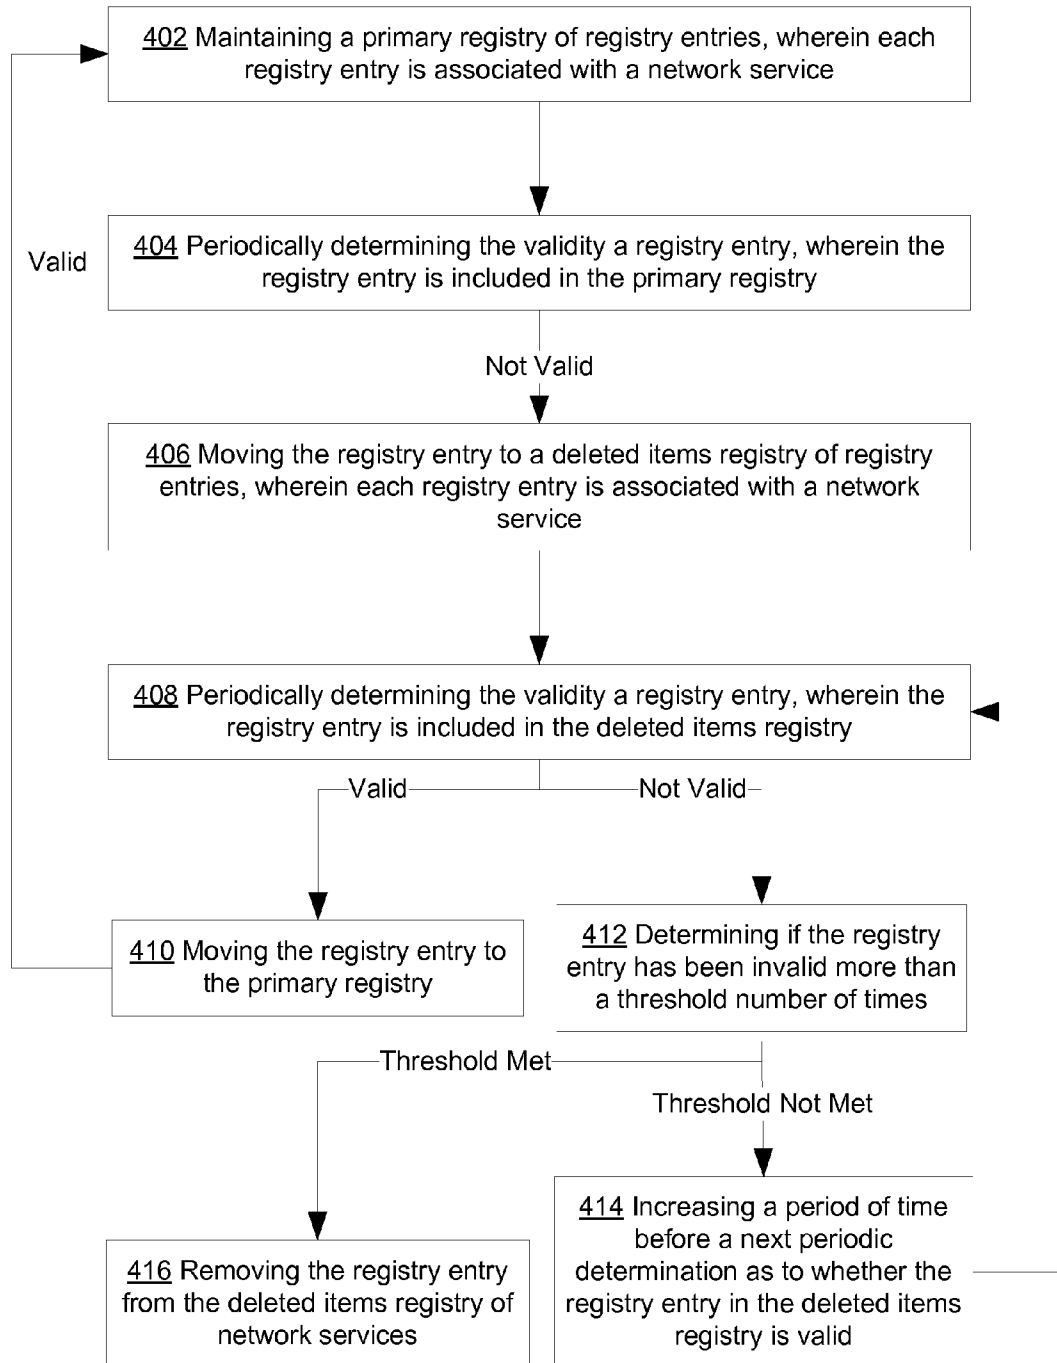 402 Maintaining a primary registry of registry entries, wherein each
registry entry is associated with a network service
Valid
404 Periodically determining the validity a registry entry, wherein the
registry entry is included in the primary registry
Not Valid
406 Moving the registry entry to a deleted items registry of registry
entries, wherein each registry entry is associated with a network
service
408 Periodically determining the validity a registry entry, wherein the
registry entry is included in the deleted items registry
Valid
Not Valid
410 Moving the registry entry to
the primary registry
412 Determining if the registry
entry has been invalid more than
a threshold number of times
Threshold Met
Threshold Not Met
414 Increasing a period of time
before a next periodic
determination as to whether the
registry entry in the deleted items
registry is valid
416 Removing the registry entry
from the deleted items registry of
network services